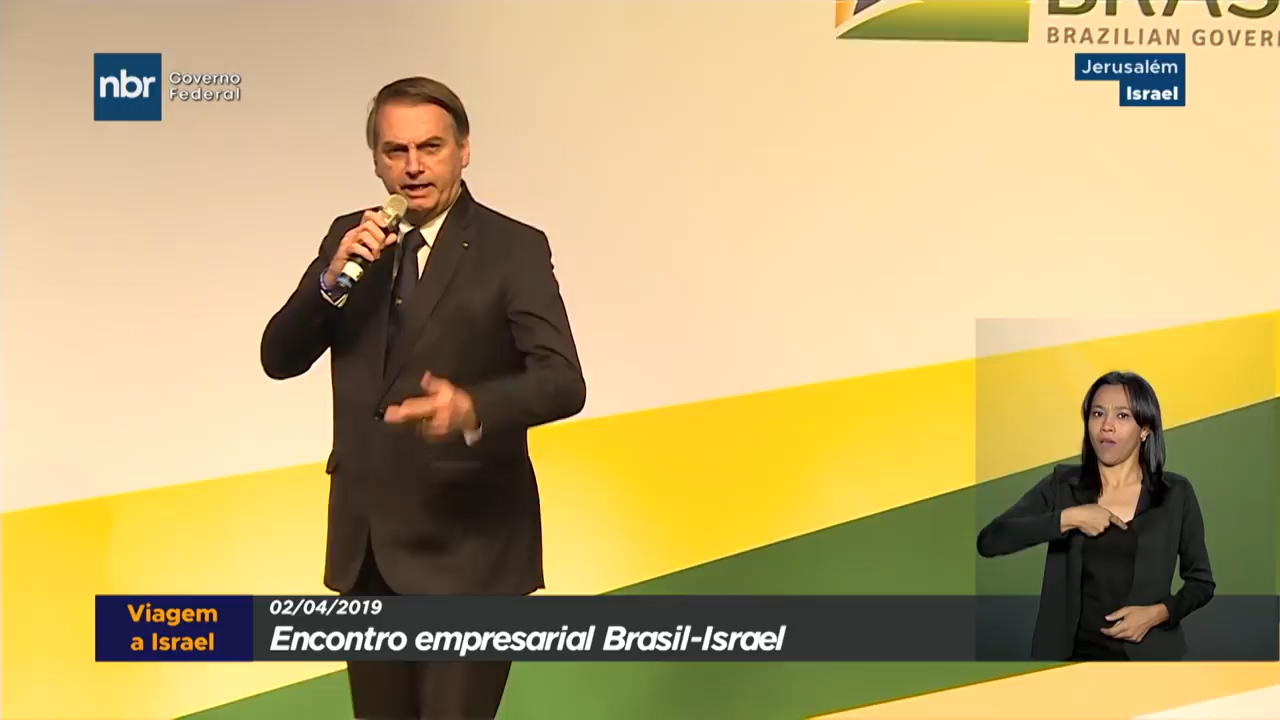 BRAZILIAN GOVER
nbr
Governo
Federal
Jerusalém
Israel
Viagem
a Israel
02/04/2019
Encontro empresarial Brasil-Israel